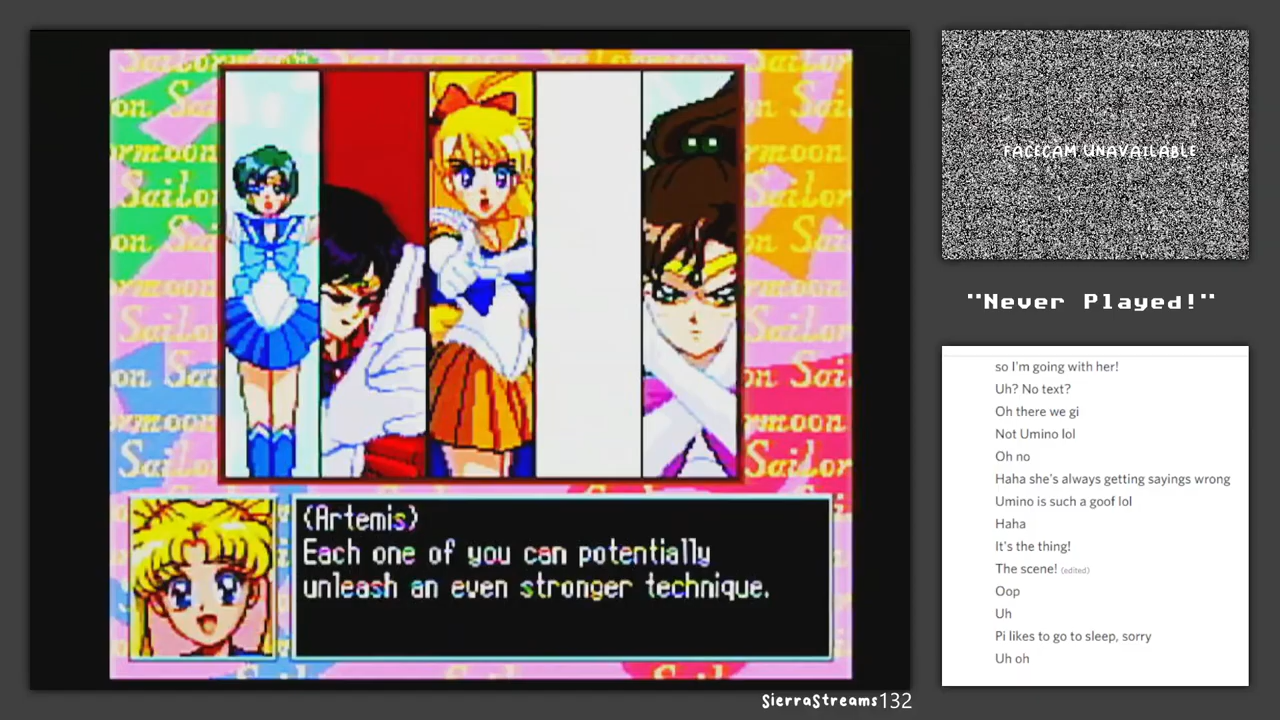 Sailormoon
{Artemis}
Each one of you can potentially
unleash an even stronger technique.
FACECAM UNAVAILABLE
"Never Played!"
so I'm going with her!
Uh? No text?
Oh there we gi
Not Umino lol
Oh no
Haha she's always getting sayings wrong
Umino is such a goof lol
Haha
It's the thing!
The scene! (edited)
Oop
Uh
Pi likes to go to sleep, sorry
Uh oh
SierraStreams132